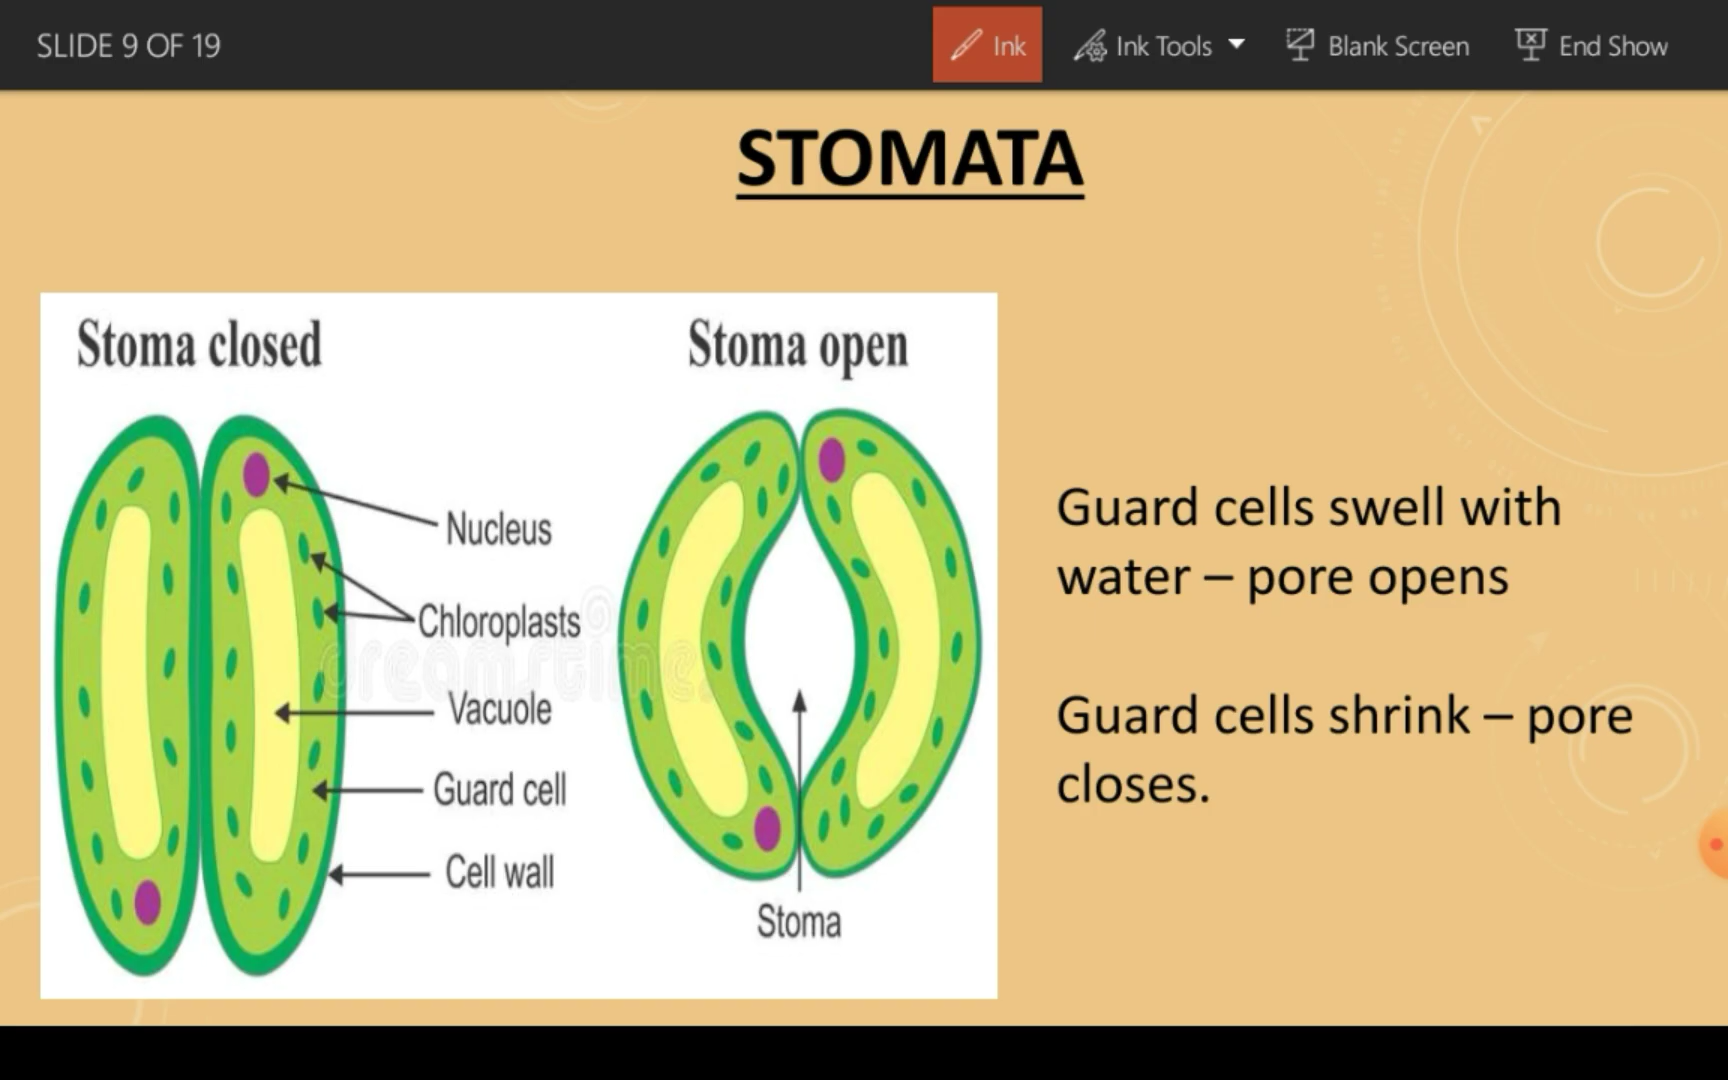 SLIDE 9 OF 19
Ink
Ink Tools
Blank Screen
End Show
STOMATA
Stoma closed
Stoma open
Nucleus
Chloroplasts
dreamstime
Vacuole
Guard cell
Cell wall
Stoma
Guard cells swell with
water – pore opens
Guard cells shrink – pore
closes.